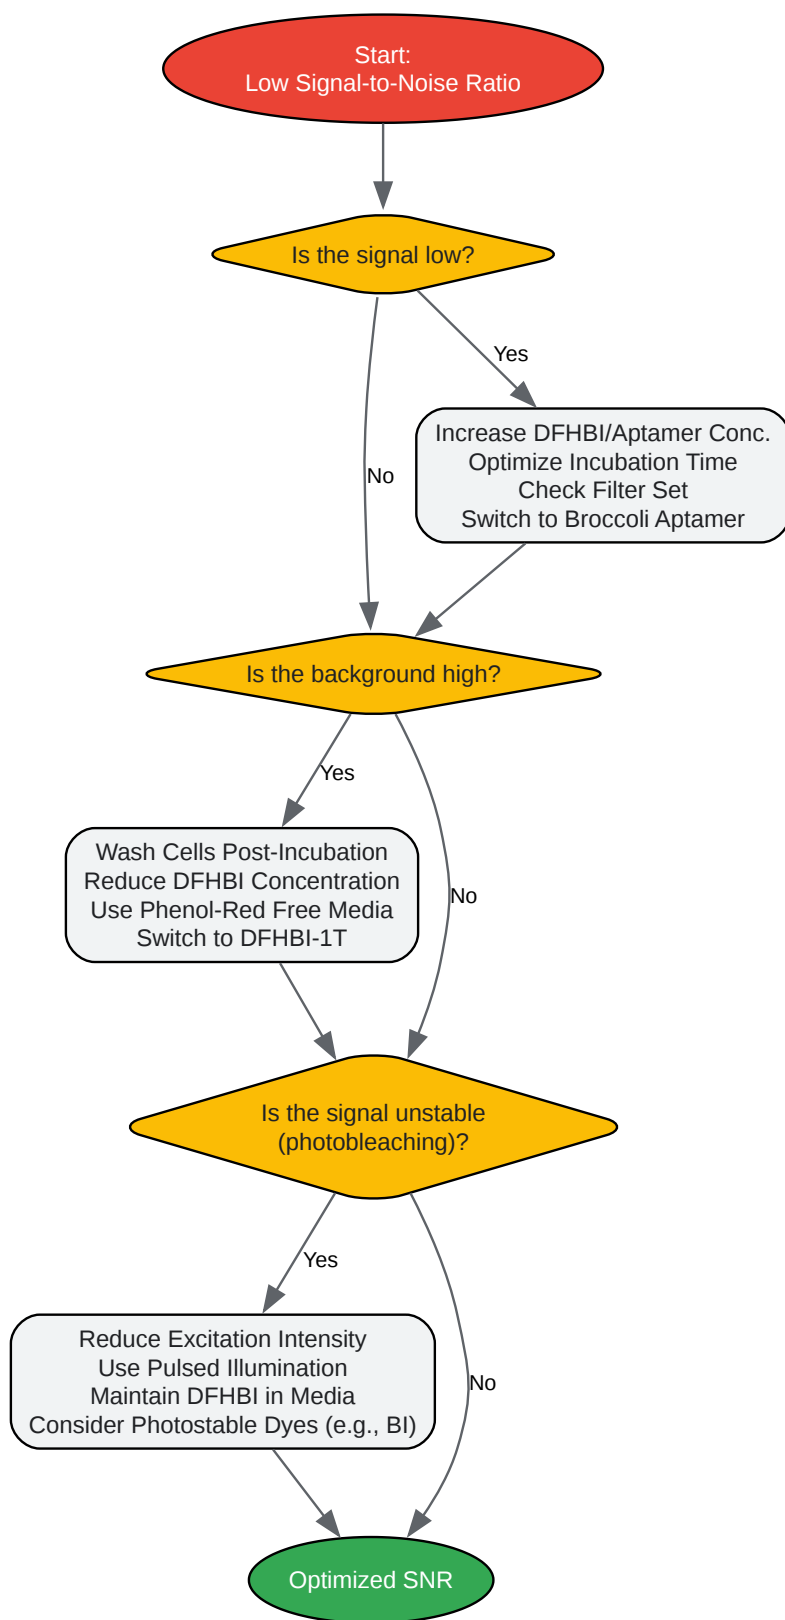 Start:
Low Signal-to-Noise Ratio
Is the signal low?
Yes
No
Increase DFHBI/Aptamer Conc.
Optimize Incubation Time
Check Filter Set
Switch to Broccoli Aptamer
Is the background high?
Yes
No
Wash Cells Post-Incubation
Reduce DFHBI Concentration
Use Phenol-Red Free Media
Switch to DFHBI-1T
Is the signal unstable
(photobleaching)?
Yes
No
Reduce Excitation Intensity
Use Pulsed Illumination
Maintain DFHBI in Media
Consider Photostable Dyes (e.g., BI)
Optimized SNR